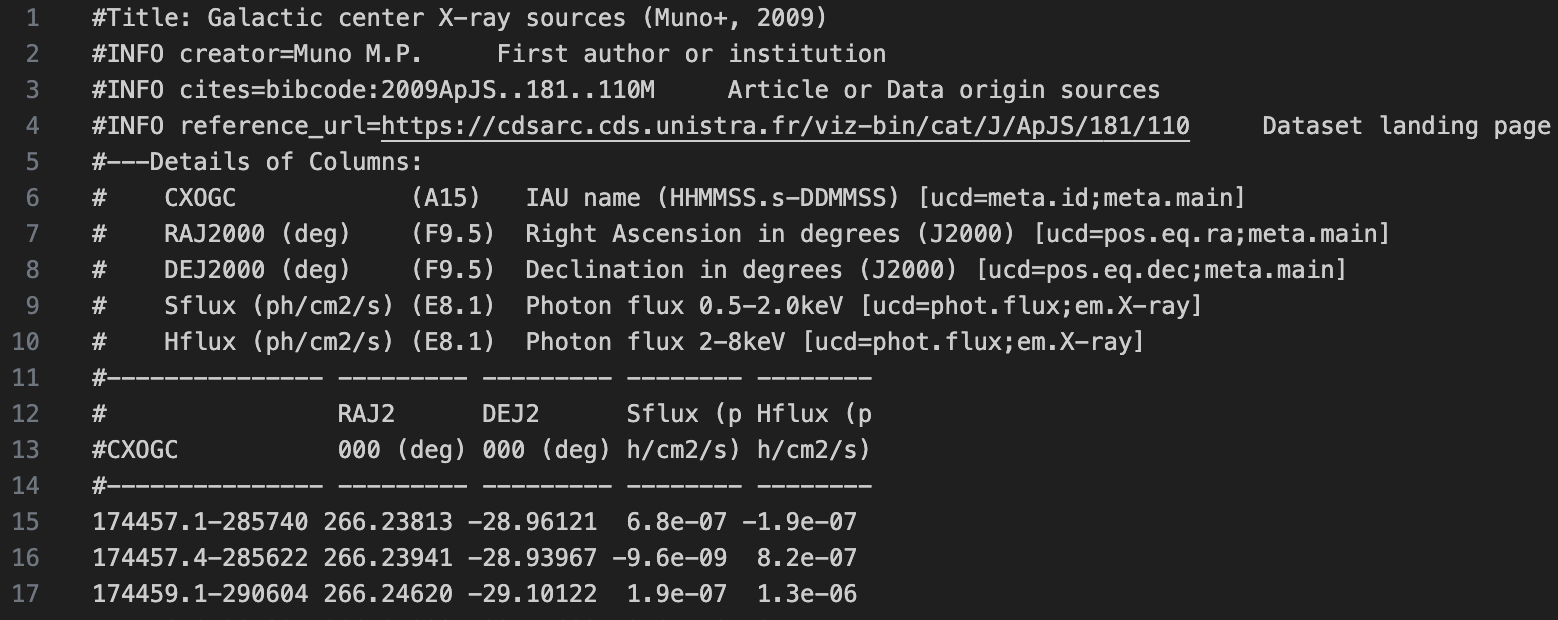 1 #Title: Galactic center X-ray sources (Muno+, 2009)
2 #INFO creator=Muno M.P.     First author or institution
3 #INFO cites=bibcode:2009ApJS..181..110M     Article or Data origin sources
4 #INFO reference_url=https://cdsarc.cds.unistra.fr/viz-bin/cat/J/ApJS/181/110     Dataset landing page
5 #---Details of Columns:
6 #    CXOGC            (A15)   IAU name (HHMMSS.s-DDMMSS) [ucd=meta.id;meta.main]
7 #    RAJ2000 (deg)    (F9.5)  Right Ascension in degrees (J2000) [ucd=pos.eq.ra;meta.main]
8 #    DEJ2000 (deg)    (F9.5)  Declination in degrees (J2000) [ucd=pos.eq.dec;meta.main]
9 #    Sflux (ph/cm2/s) (E8.1)  Photon flux 0.5-2.0keV [ucd=phot.flux;em.X-ray]
10 #    Hflux (ph/cm2/s) (E8.1)  Photon flux 2-8keV [ucd=phot.flux;em.X-ray]
11 #--------------- --------- --------- -------- --------
12 #                RAJ2      DEJ2      Sflux (p Hflux (p
13 #CXOGC           000 (deg) 000 (deg) h/cm2/s) h/cm2/s)
14 #--------------- --------- --------- -------- --------
15 174457.1-285740 266.23813 -28.96121  6.8e-07 -1.9e-07
16 174457.4-285622 266.23941 -28.93967 -9.6e-09  8.2e-07
17 174459.1-290604 266.24620 -29.10122  1.9e-07  1.3e-06